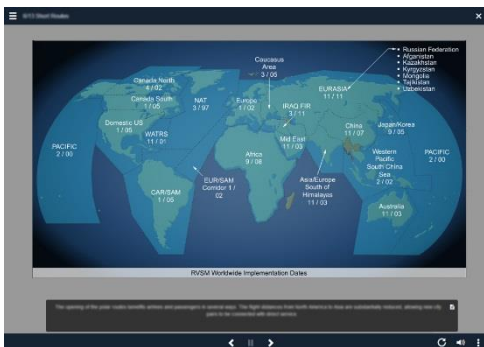 Russian Federation
Afganistan
Kazakhstan
Kyrgyzstan
Mongolia
Tajikistan
Uzbekistan
Caucasus
Area
3 / 05
Canada North
4 / 02
NAT
3 / 97
Europe
1 / 02
IRAQ FIR
3 / 11
EURASIA
11 / 11
Canada South
1 / 05
Domestic US
1 / 05
WATRS
11 / 01
China
11 / 07
Japan/Korea
9 / 05
PACIFIC
2 / 00
Mid East
11 / 03
PACIFIC
2 / 00
Africa
9 / 08
Western
Pacific
South China
Sea
2 / 02
EUR/SAM
Corridor 1 /
02
Asia/Europe
South of
Himalayas
11 / 03
CAR/SAM
1 / 05
Australia
11 / 03
RVSM Worldwide Implementation Dates